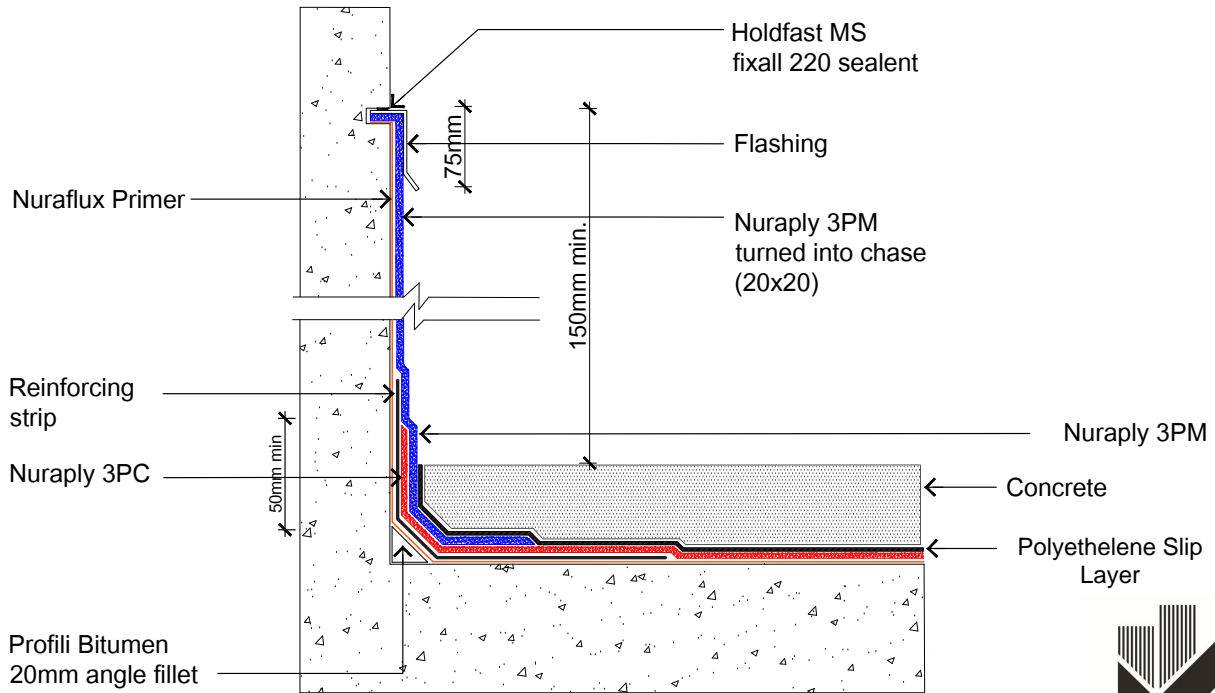 Holdfast MS
fixall 220 sealent
75mm
Flashing
Nuraflux Primer
Nuraply 3PM
turned into chase
(20x20)
150mm min.
Reinforcing
strip
50mm min
Nuraply 3PM
Nuraply 3PC
Concrete
Polyethelene Slip
Layer
Profili Bitumen
20mm angle fillet